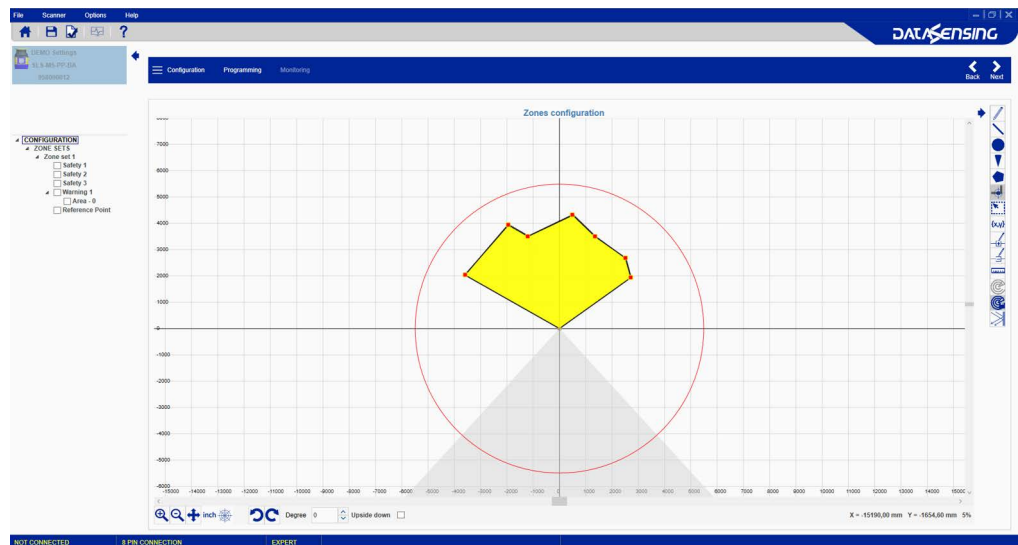 File Scanner Options Help
DATASENSING
DEMO Settings
SLS-M5-PP-DA
950900012
Configuration Programming Monitoring
Back Next
Zones configuration
CONFIGURATION
ZONE SETS
Zone set 1
Safety 1
Safety 2
Safety 3
Warning 1
Area - 0
Reference Point
7000
6000
5000
4000
3000
2000
1000
-1000
-2000
-3000
-4000
-5000
-6000
-15000 -14000 -13000 -12000 -11000 -10000 -9000 -8000 -7000 -6000 -5000 -4000 -3000 -2000 -1000 0 1000 2000 3000 4000 5000 6000 7000 8000 9000 10000 11000 12000 13000 14000 15000
{x,y}
inch Degree 0 Upside down X = -15190,00 mm Y = -1654,60 mm 5%
NOT CONNECTED 8 PIN CONNECTION EXPERT